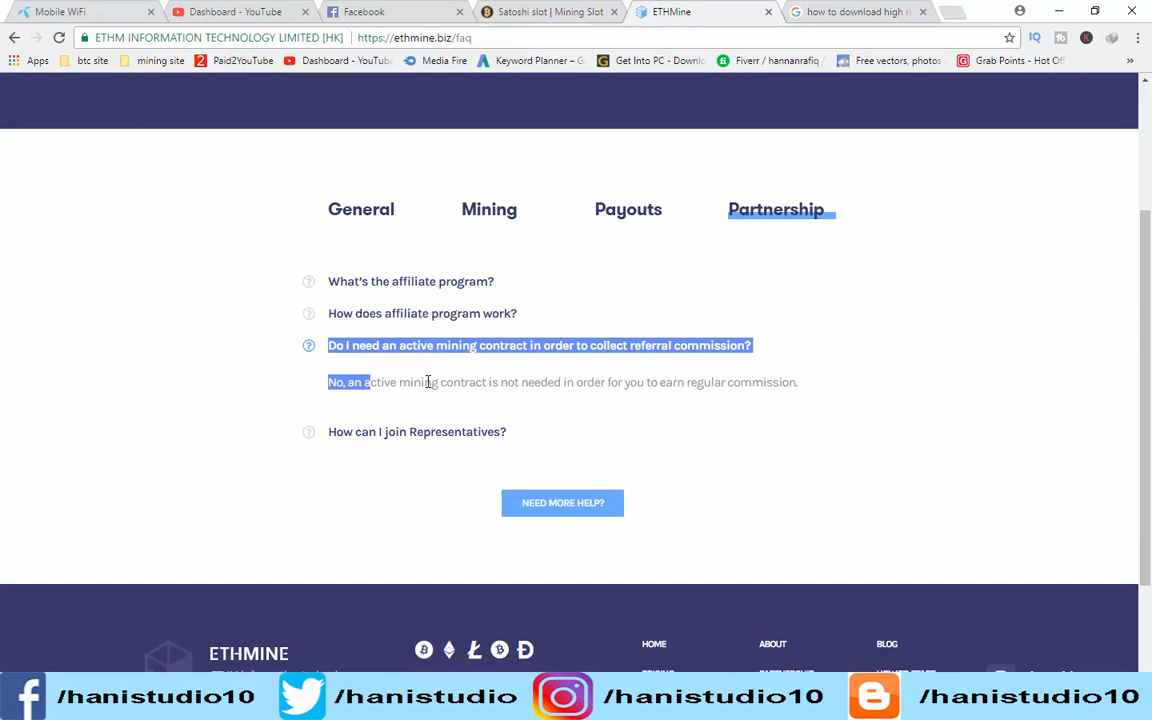 Mobile WiFi
Dashboard - YouTube
Facebook
Satoshi slot | Mining Slot
ETHMine
how to download high r
ETHM INFORMATION TECHNOLOGY LIMITED [HK]
https://ethmine.biz/faq
Apps
btc site
mining site
Paid2YouTube
Dashboard - YouTube
Media Fire
Keyword Planner –
Get Into PC - Downlo
Fiverr / hannanrafiq /
Free vectors, photos
Grab Points - Hot Of
General
Mining
Payouts
Partnership
What's the affiliate program?
How does affiliate program work?
Do I need an active mining contract in order to collect referral commission?
No, an active mining contract is not needed in order for you to earn regular commission.
How can I join Representatives?
NEED MORE HELP?
ETHMINE
HOME
ABOUT
BLOG
/hanistudio10
/hanistudio
/hanistudio10
/hanistudio10